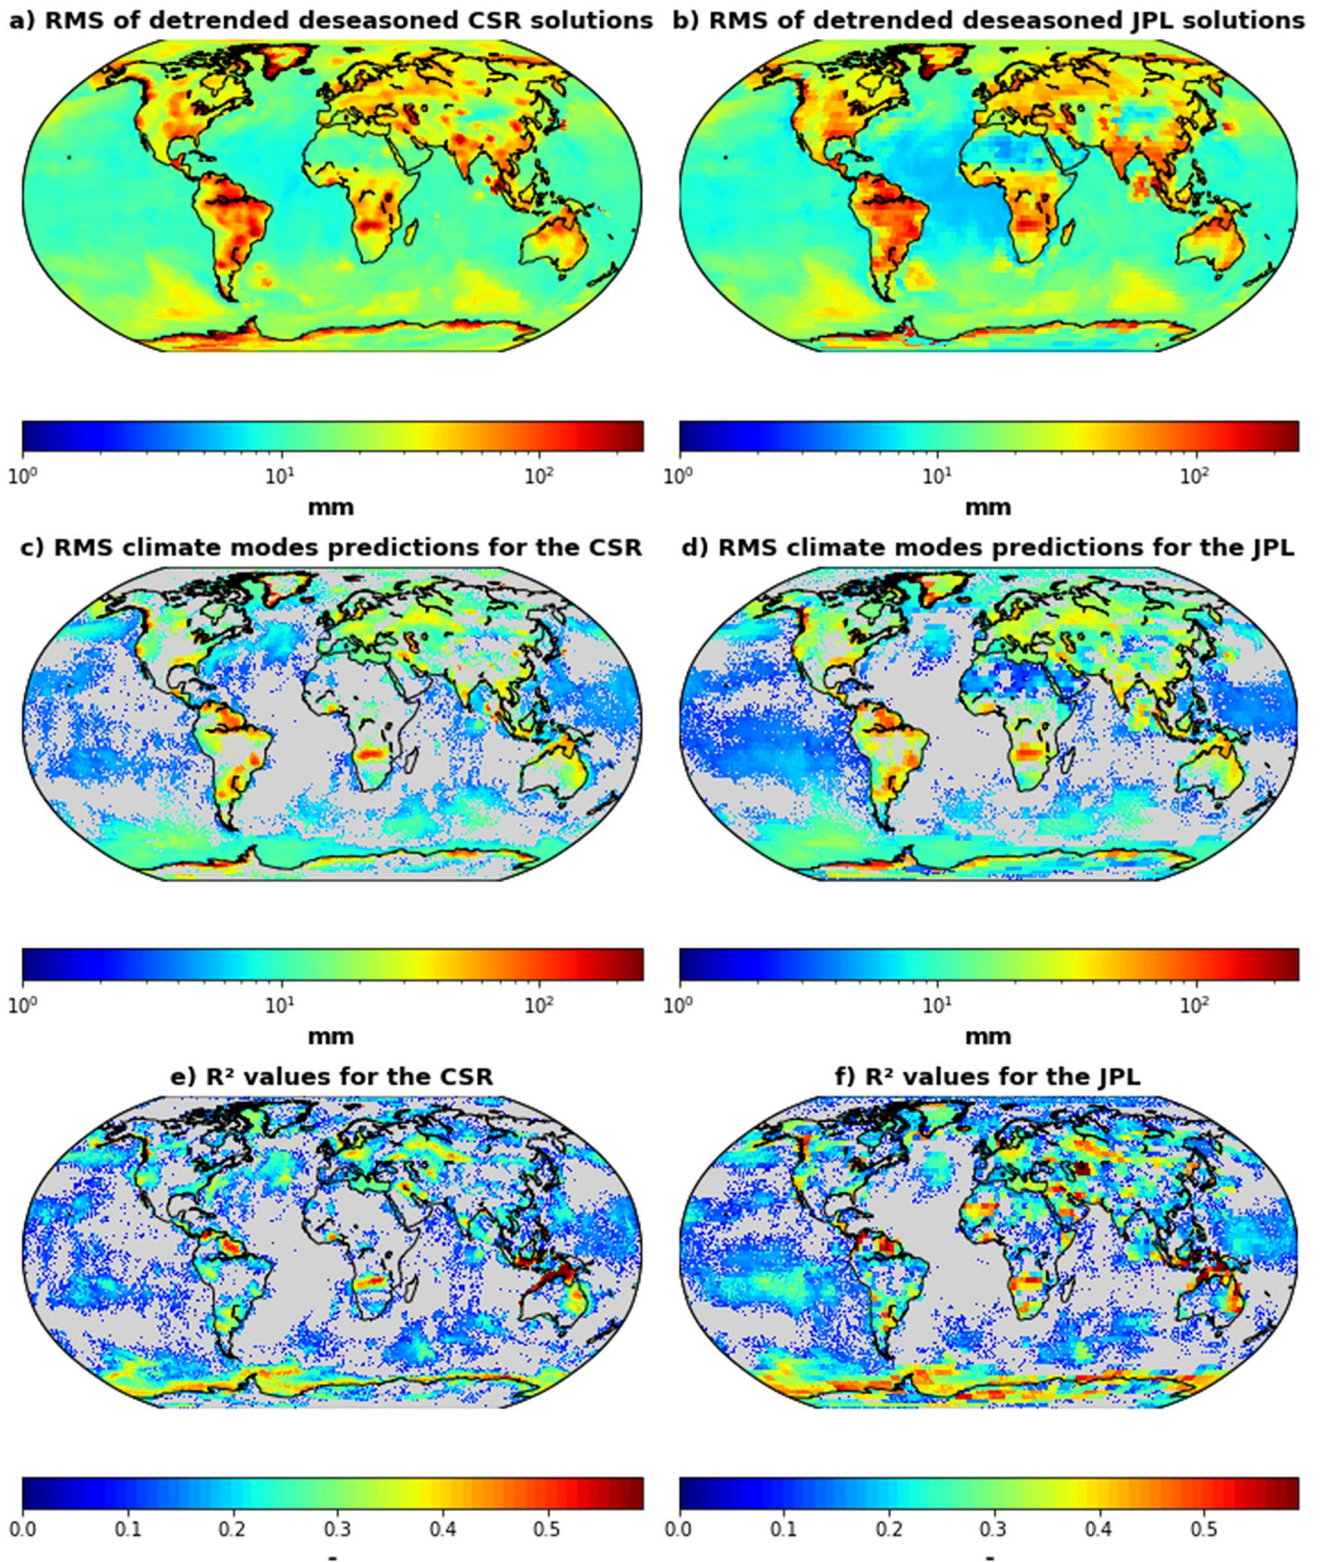 a) RMS of detrended deseasoned CSR solutions
b) RMS of detrended deseasoned JPL solutions
10⁰ 10¹ 10²
mm
10⁰ 10¹ 10²
mm
c) RMS climate modes predictions for the CSR
d) RMS climate modes predictions for the JPL
10⁰ 10¹ 10²
mm
10⁰ 10¹ 10²
mm
e) R² values for the CSR
f) R² values for the JPL
0.0 0.1 0.2 0.3 0.4 0.5
-
0.0 0.1 0.2 0.3 0.4 0.5
-